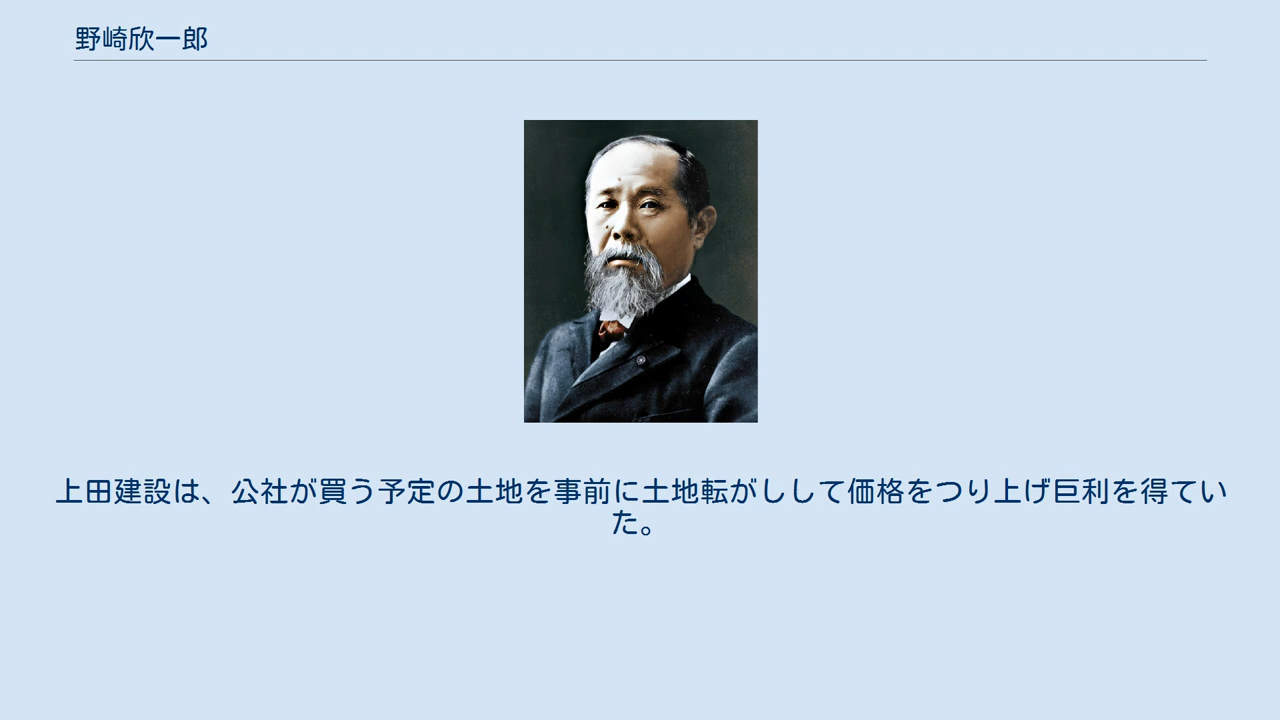 野崎欣一郎
上田建設は、公社が買う予定の土地を事前に土地転がしして価格をつり上げ巨利を得てい
た。